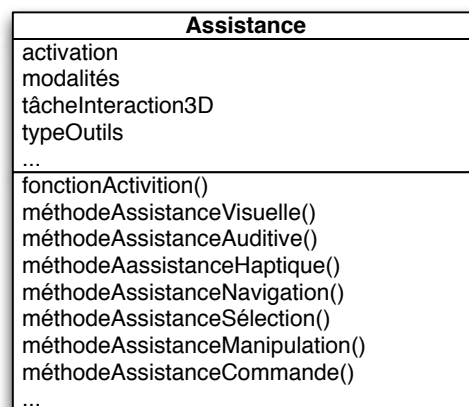 Assistance
activation
modalités
tâcheInteraction3D
typeOutils
...
fonctionActivition()
méthodeAssistanceVisuelle()
méthodeAssistanceAuditive()
méthodeAassistanceHaptique()
méthodeAssistanceNavigation()
méthodeAssistanceSélection()
méthodeAssistanceManipulation()
méthodeAssistanceCommande()
...